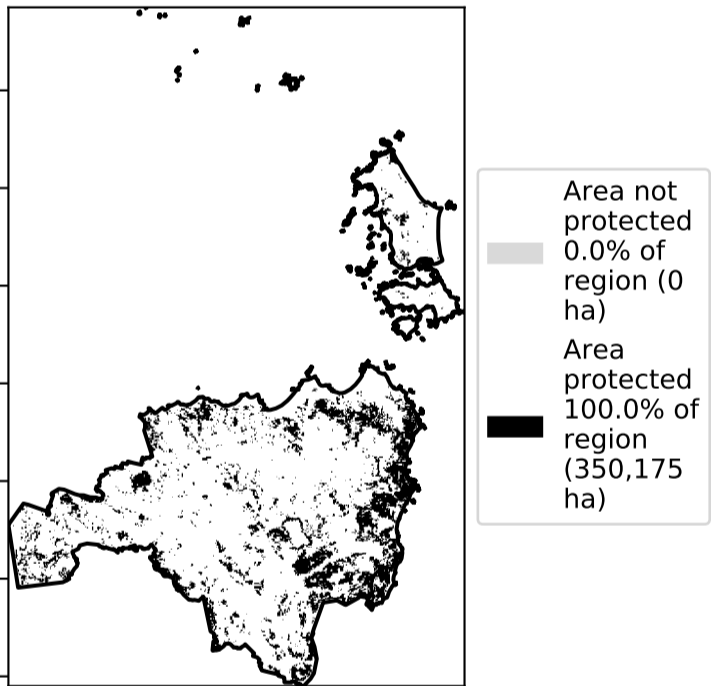 Area not
protected
0.0% of
region (0
ha)
Area
protected
100.0% of
region
(350,175
ha)